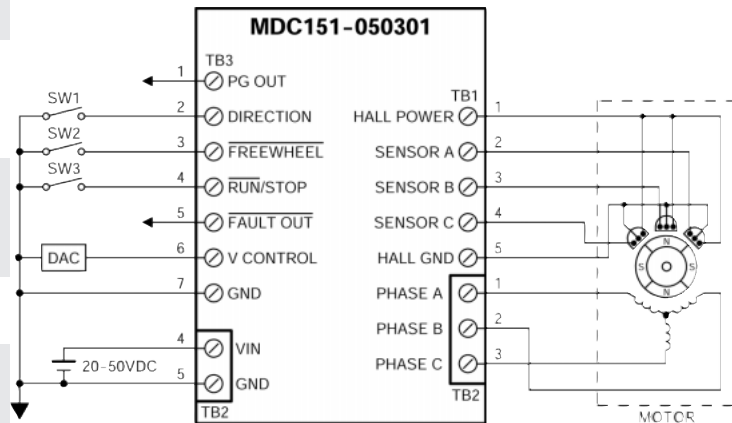 MDC151-050301
TB3
1 PG OUT
SW1 2 DIRECTION
SW2 3 FREEWHEEL
SW3 4 RUN/STOP
5 FAULT OUT
DAC 6 V CONTROL
7 GND
4 VIN
20-50VDC
5 GND
TB2
TB1
HALL POWER 1
SENSOR A 2
SENSOR B 3
SENSOR C 4
HALL GND 5
PHASE A 1
PHASE B 2
PHASE C 3
TB2
N
S S
N
MOTOR